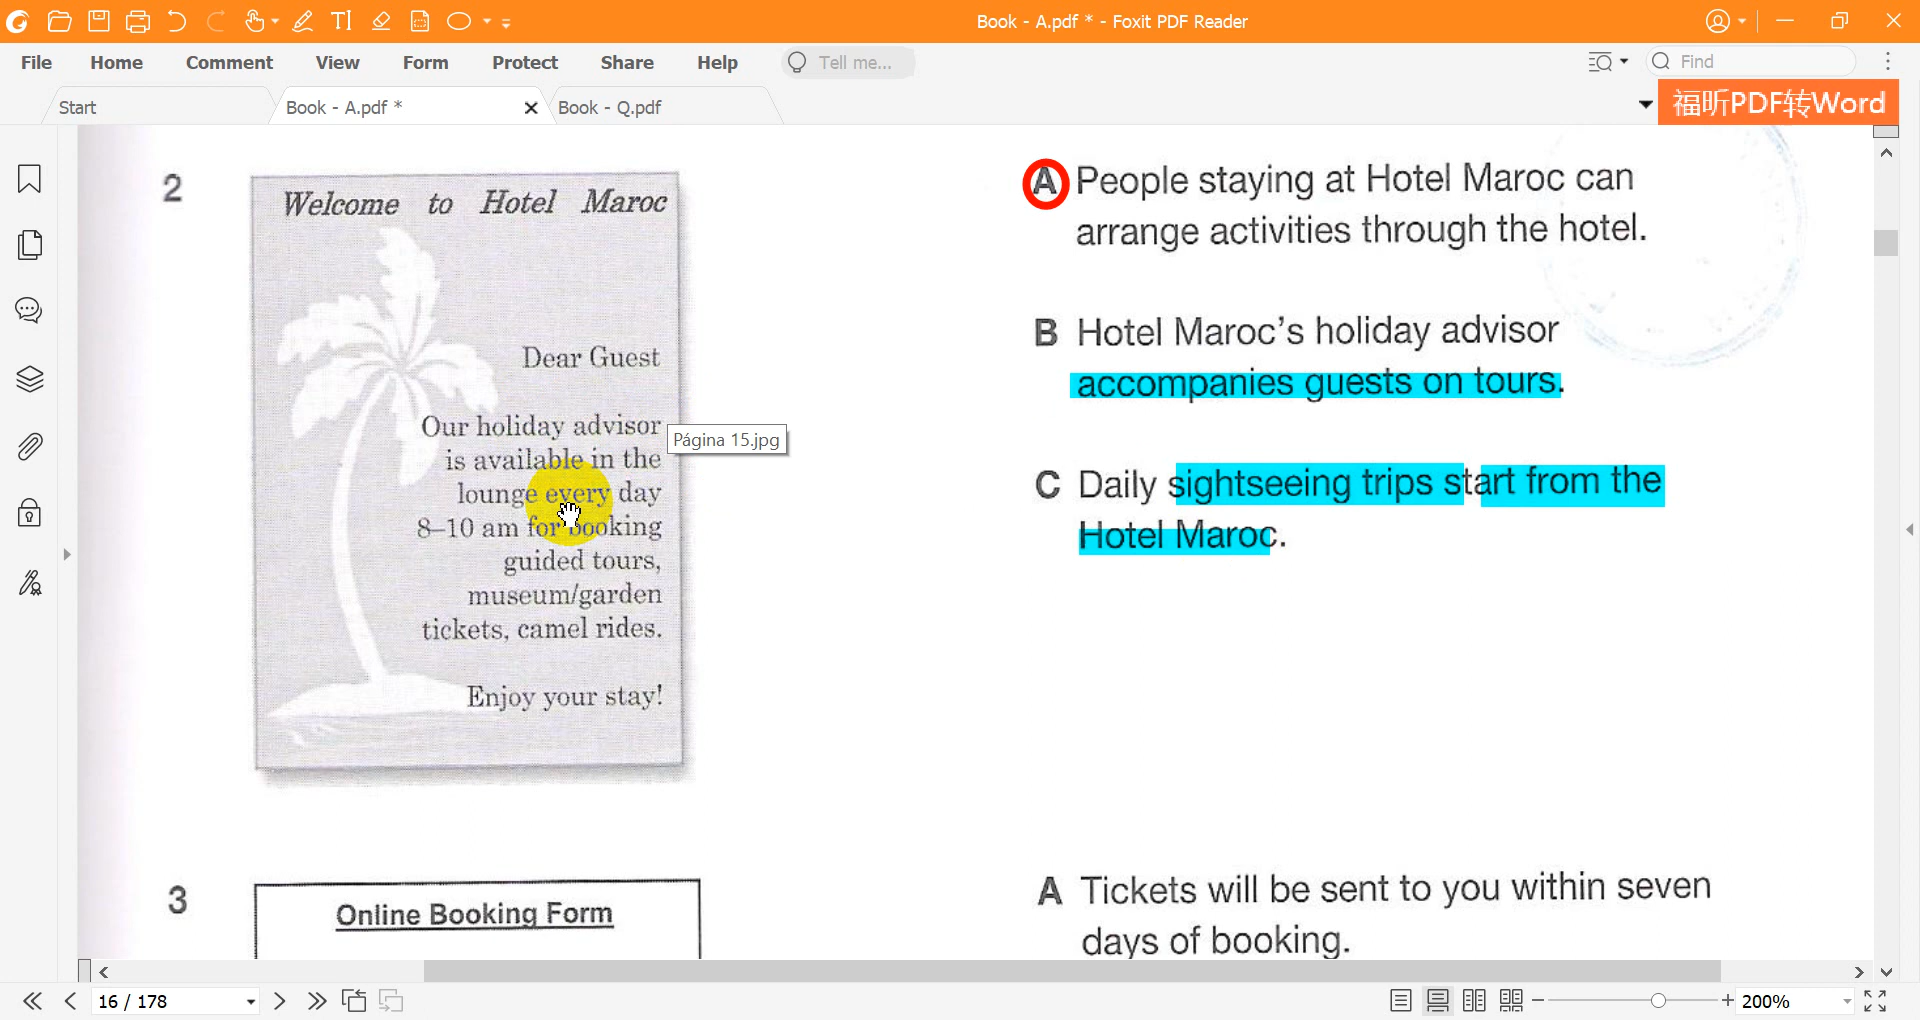 Book - A.pdf * - Foxit PDF Reader
File Home Comment View Form Protect Share Help Tell me... Find
Start Book - A.pdf * Book - Q.pdf 福昕PDF转Word
2
Welcome to Hotel Maroc
Dear Guest
Our holiday advisor
is available in the
lounge every day
8–10 am for booking
guided tours,
museum/garden
tickets, camel rides.
Enjoy your stay!
Página 15.jpg
A People staying at Hotel Maroc can
arrange activities through the hotel.
B Hotel Maroc's holiday advisor
accompanies guests on tours.
C Daily sightseeing trips start from the
Hotel Maroc.
3
Online Booking Form
A Tickets will be sent to you within seven
days of booking.
16 / 178 200%